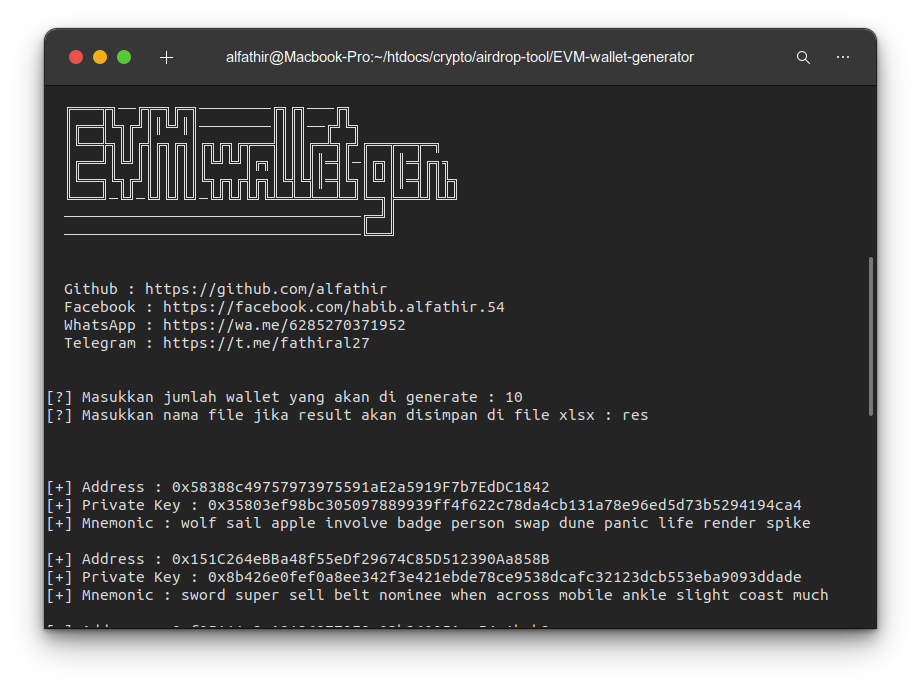 alfathir@Macbook-Pro:~/htdocs/crypto/airdrop-tool/EVM-wallet-generator
EVM wallet gen
Github : https://github.com/alfathir
Facebook : https://facebook.com/habib.alfathir.54
WhatsApp : https://wa.me/6285270371952
Telegram : https://t.me/fathiral27
[?] Masukkan jumlah wallet yang akan di generate : 10
[?] Masukkan nama file jika result akan disimpan di file xlsx : res
[+] Address : 0x58388c49757973975591aE2a5919F7b7EdDC1842
[+] Private Key : 0x35803ef98bc305097889939ff4f622c78da4cb131a78e96ed5d73b5294194ca4
[+] Mnemonic : wolf sail apple involve badge person swap dune panic life render spike
[+] Address : 0x151C264eBBa48f55eDf29674C85D512390Aa858B
[+] Private Key : 0x8b426e0fef0a8ee342f3e421ebde78ce9538dcafc32123dcb553eba9093ddade
[+] Mnemonic : sword super sell belt nominee when across mobile ankle slight coast much